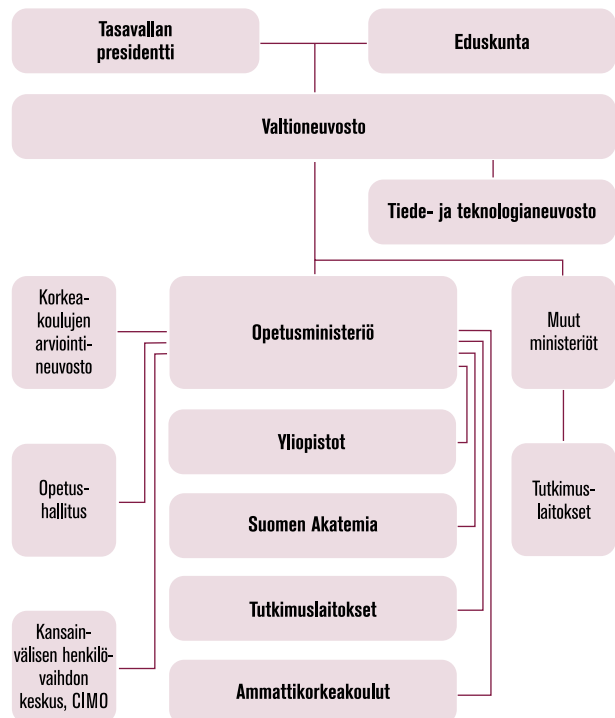 Tasavallan
presidentti
Eduskunta
Valtioneuvosto
Tiede- ja teknologianeuvosto
Korkea-
koulujen
arviointi-
neuvosto
Opetusministeriö
Muut
ministeriöt
Yliopistot
Opetus-
hallitus
Suomen Akatemia
Tutkimus-
laitokset
Tutkimuslaitokset
Kansain-
välisen henkilö-
vaihdon
keskus, CIMO
Ammattikorkeakoulut